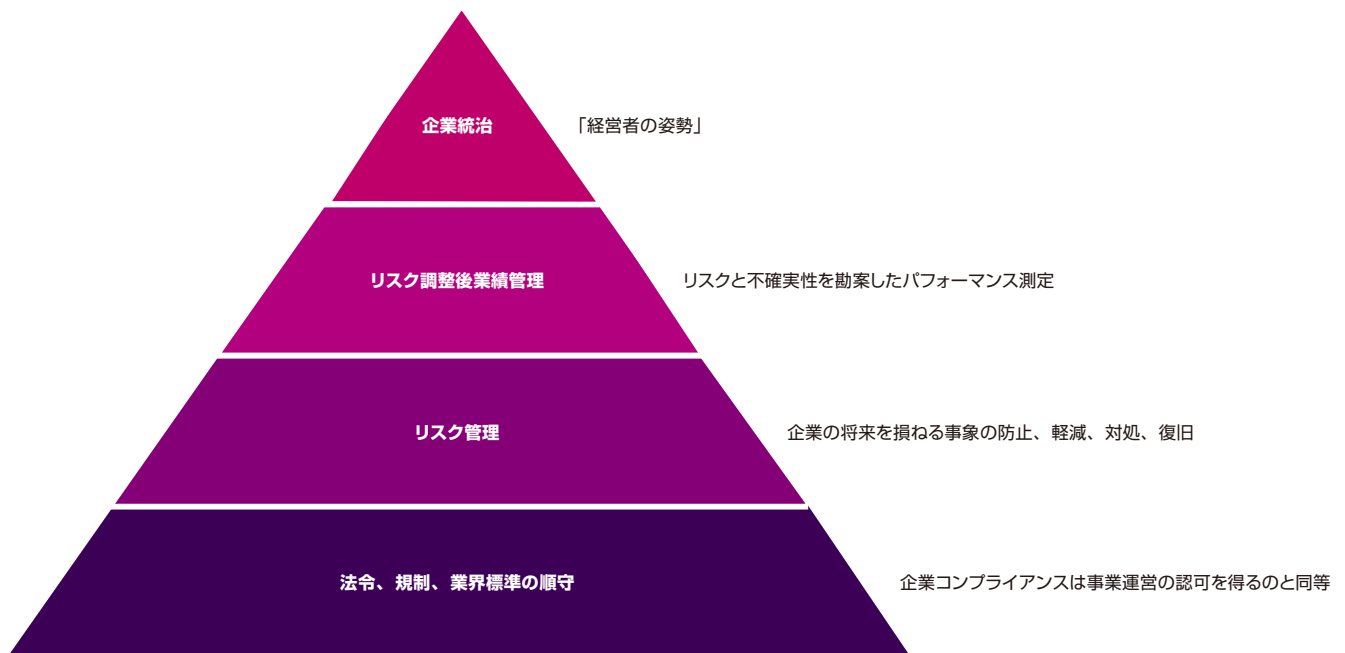 企業統治
「経営者の姿勢」
リスク調整後業績管理
リスクと不確実性を勘案したパフォーマンス測定
リスク管理
企業の将来を損ねる事象の防止、軽減、対処、復旧
法令、規制、業界標準の順守
企業コンプライアンスは事業運営の認可を得るのと同等